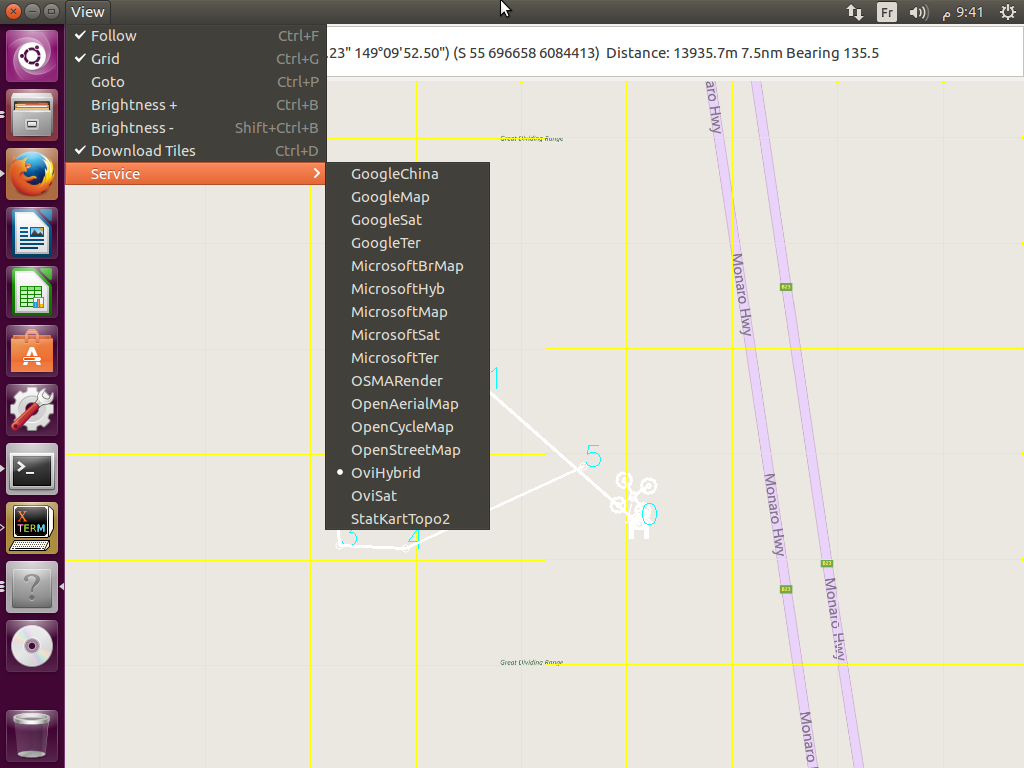 View
Fr
9:41 م
Follow Ctrl+F
Grid Ctrl+G
Goto Ctrl+P
Brightness + Ctrl+B
Brightness - Shift+Ctrl+B
Download Tiles Ctrl+D
Service
.23" 149°09'52.50") (S 55 696658 6084413) Distance: 13935.7m 7.5nm Bearing 135.5
GoogleChina
GoogleMap
GoogleSat
GoogleTer
MicrosoftBrMap
MicrosoftHyb
MicrosoftMap
MicrosoftSat
MicrosoftTer
OSMARender
OpenAerialMap
OpenCycleMap
OpenStreetMap
OviHybrid
OviSat
StatKartTopo2
Great Dividing Range
aro Hwy
Monaro Hwy
B23
1
5
0
4
Monaro Hwy
B23
B23
Monaro Hwy
Great Dividing Range
Monaro
X
TERM